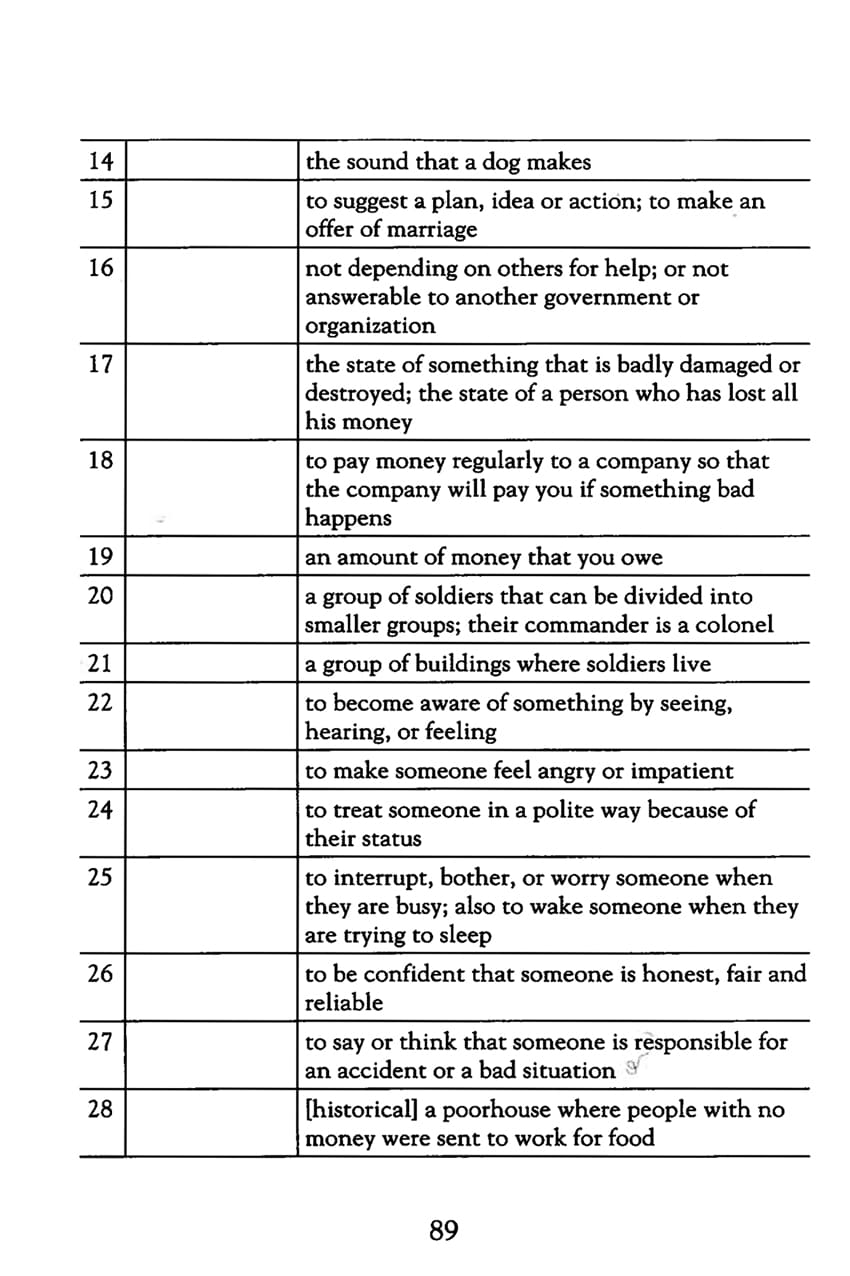 14 the sound that a dog makes
15 to suggest a plan, idea or action; to make an
offer of marriage
16 not depending on others for help; or not
answerable to another government or
organization
17 the state of something that is badly damaged or
destroyed; the state of a person who has lost all
his money
18 to pay money regularly to a company so that
the company will pay you if something bad
happens
19 an amount of money that you owe
20 a group of soldiers that can be divided into
smaller groups; their commander is a colonel
21 a group of buildings where soldiers live
22 to become aware of something by seeing,
hearing, or feeling
23 to make someone feel angry or impatient
24 to treat someone in a polite way because of
their status
25 to interrupt, bother, or worry someone when
they are busy; also to wake someone when they
are trying to sleep
26 to be confident that someone is honest, fair and
reliable
27 to say or think that someone is responsible for
an accident or a bad situation
28 [historical] a poorhouse where people with no
money were sent to work for food
89